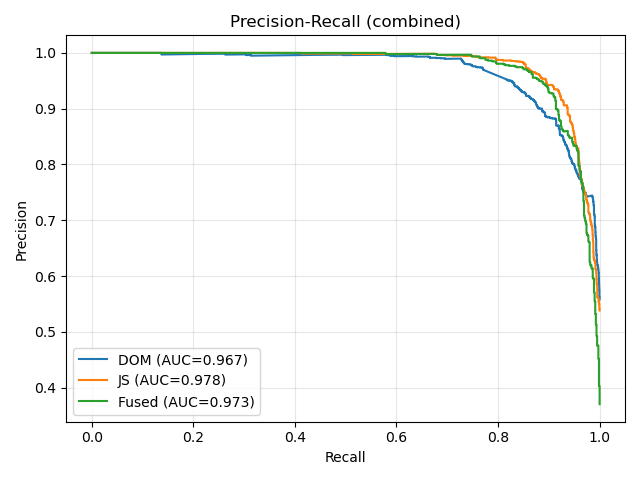 Precision-Recall (combined)
1.0
0.9
0.8
0.7
0.6
0.5
0.4
Precision
DOM (AUC=0.967)
JS (AUC=0.978)
Fused (AUC=0.973)
0.0 0.2 0.4 0.6 0.8 1.0
Recall